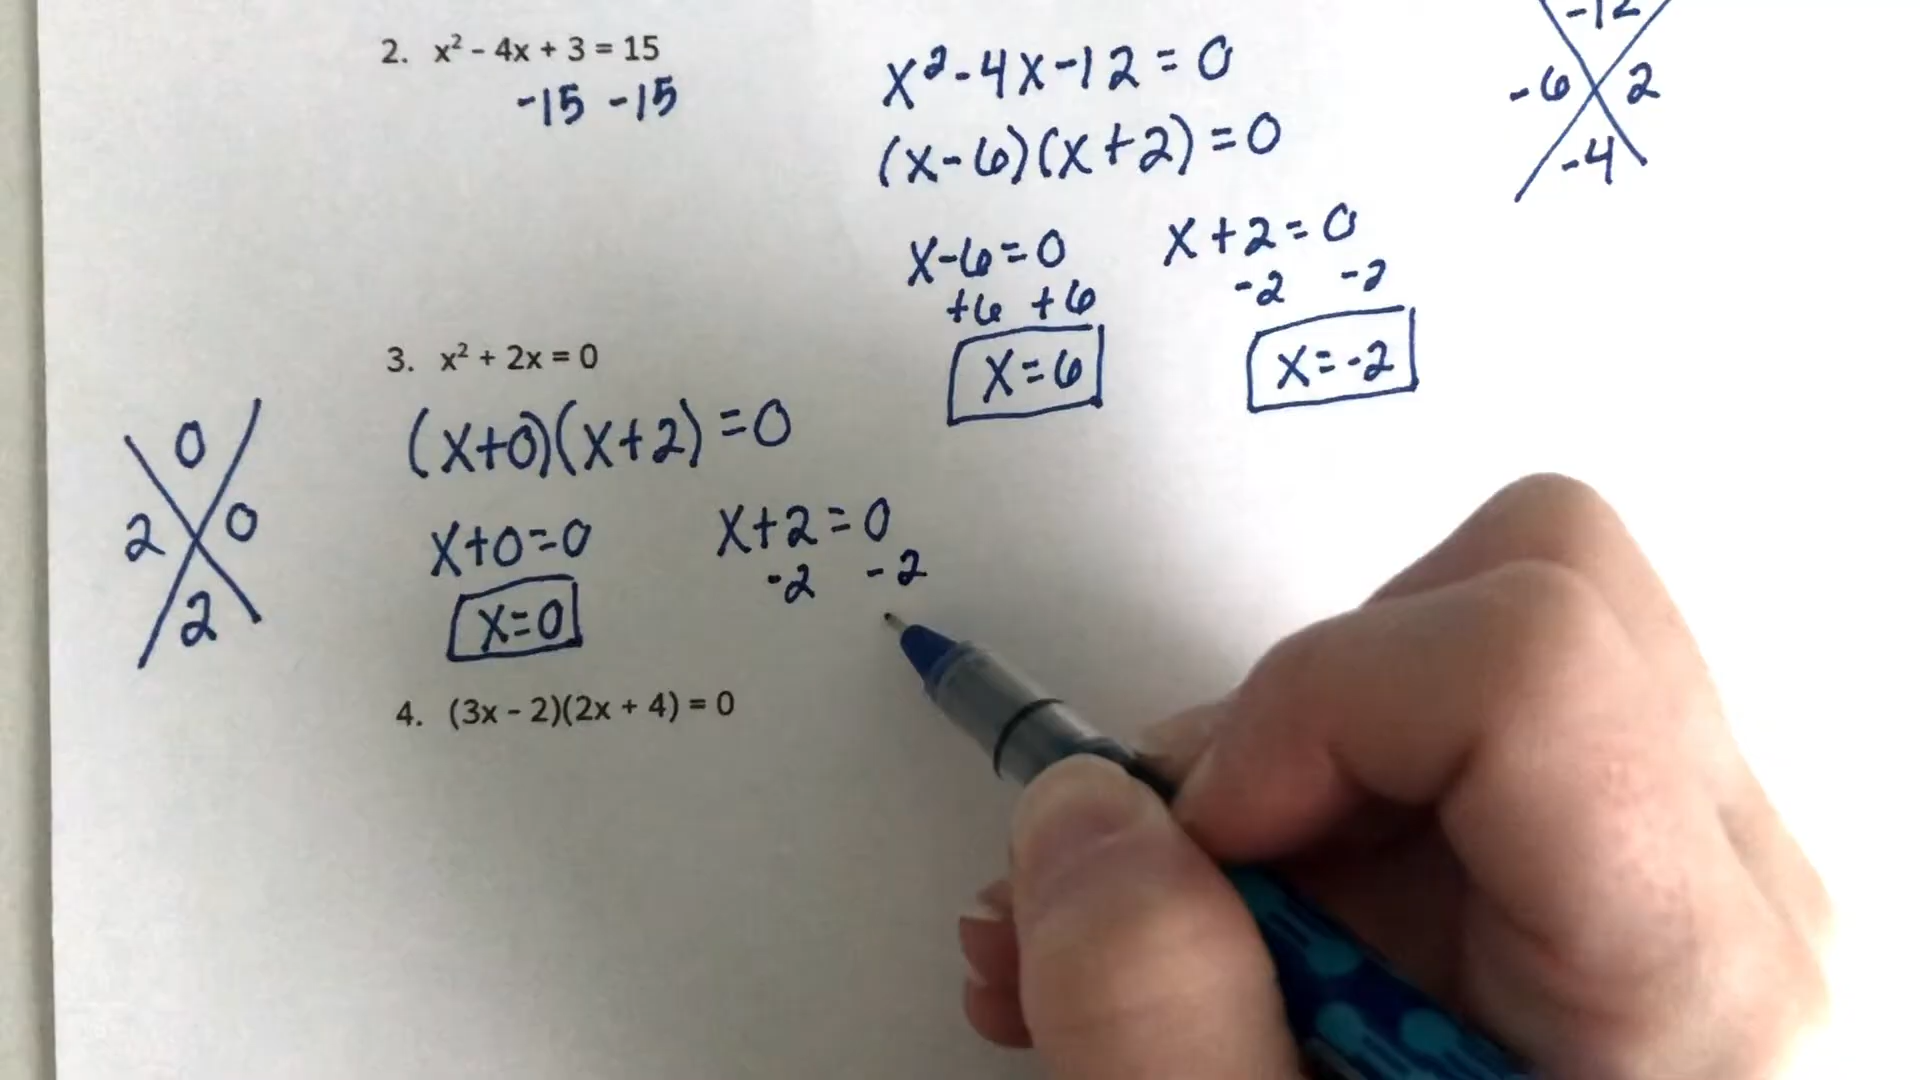 2. x² - 4x + 3 = 15
-15 -15
x²-4x-12=0
(x-6)(x+2)=0
x-6=0 x+2=0
+6 +6 -2 -2
x=6 x=-2
-12
-6 2
-4
3. x² + 2x = 0
(x+0)(x+2)=0
x+0=0 x+2=0
-2 -2
x=0
0
2 0
2
4. (3x - 2)(2x + 4) = 0